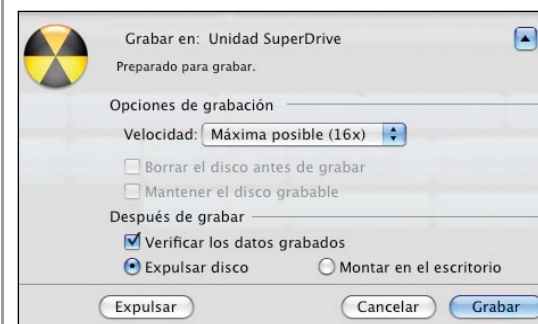 Grabar en: Unidad SuperDrive
Preparado para grabar.
Opciones de grabación
Velocidad: Máxima posible (16x)
Borrar el disco antes de grabar
Mantener el disco grabable
Después de grabar
Verificar los datos grabados
Expulsar disco Montar en el escritorio
Expulsar Cancelar Grabar